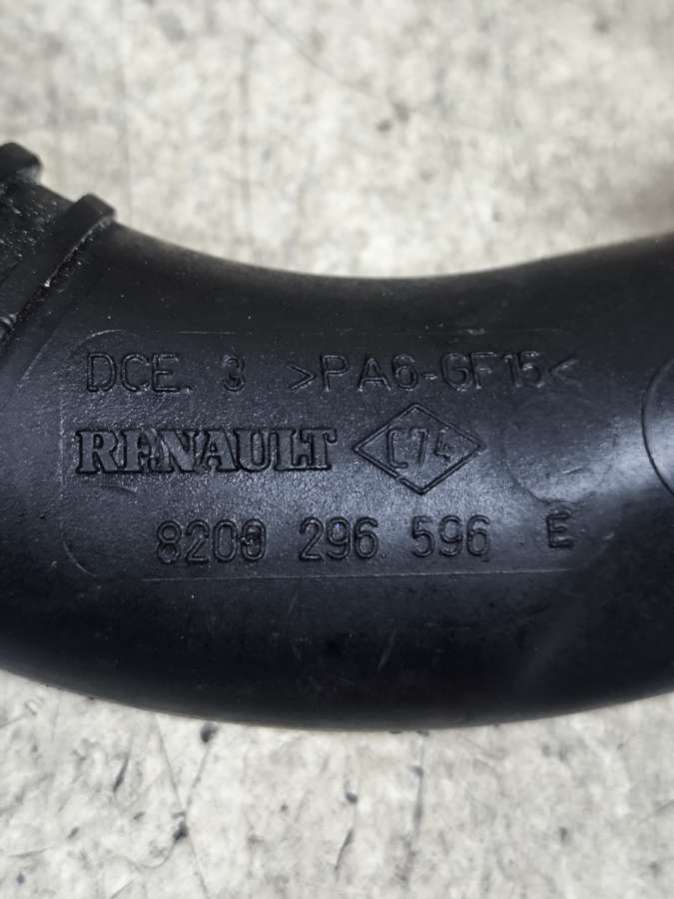 DCE. 3 >PA6-GF15<
RENAULT C74
8200 296 596 E